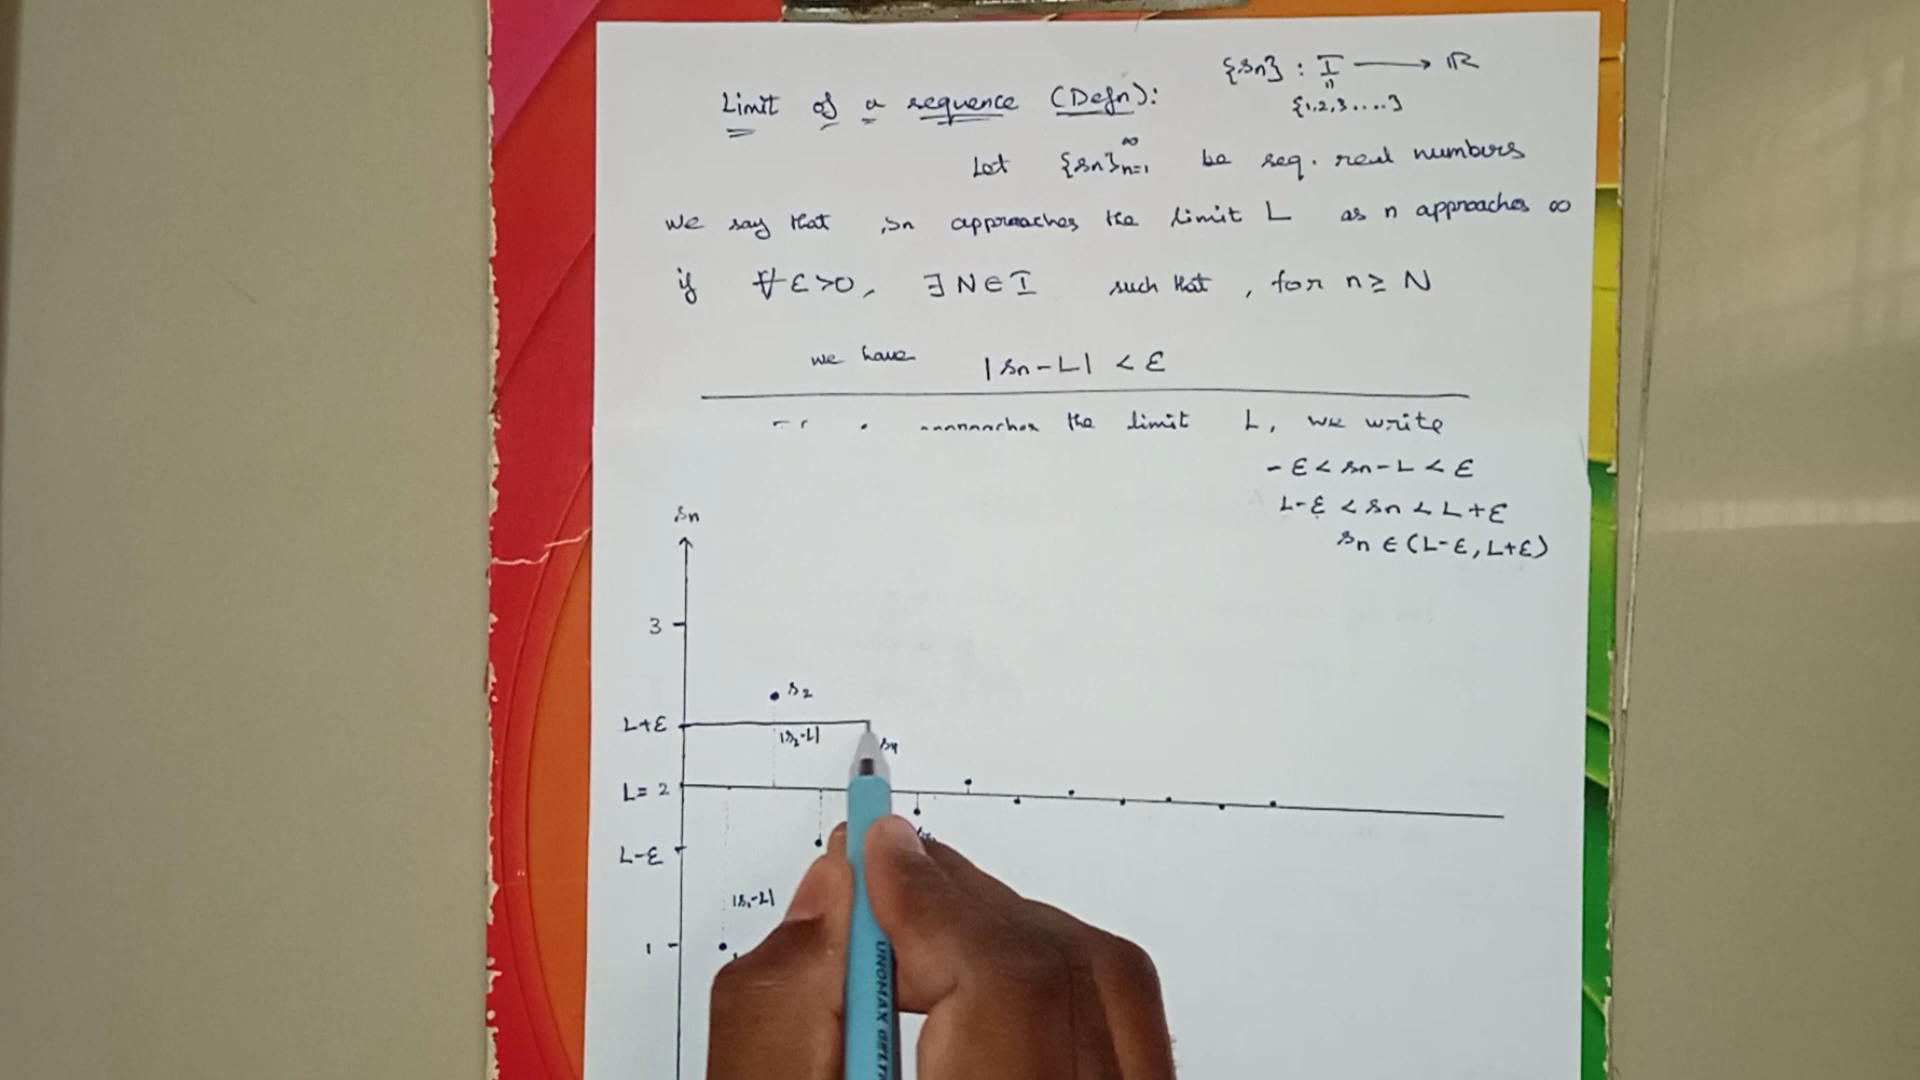 {sn} : I ⟶ ℝ
Limit of a sequence (Defn):
||
{1,2,3....}
Let {sn}∞n=1 be seq. real numbers
we say that sn approaches the limit L as n approaches ∞
if ∀ ε>0, ∃ N∈I such that, for n≥ N
we have |sn-L| < ε
approaches the limit L, we write
-ε < sn-L < ε
L-ε < sn < L+ε
sn ∈ (L-ε, L+ε)
sn
3
s2
L+ε
|s2-L|
s4
L= 2
L-ε
|s1-L|
1
UNOMAX